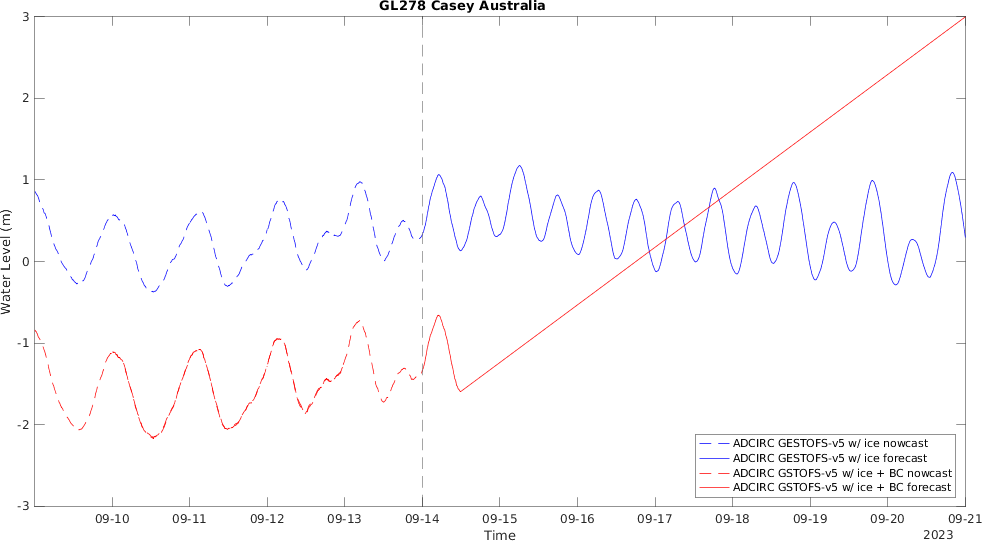 GL278 Casey Australia
3
2
1
0
-1
-2
-3
Water Level (m)
ADCIRC GESTOFS-v5 w/ ice nowcast
ADCIRC GESTOFS-v5 w/ ice forecast
ADCIRC GSTOFS-v5 w/ ice + BC nowcast
ADCIRC GSTOFS-v5 w/ ice + BC forecast
09-10 09-11 09-12 09-13 09-14 09-15 09-16 09-17 09-18 09-19 09-20 09-21
Time
2023